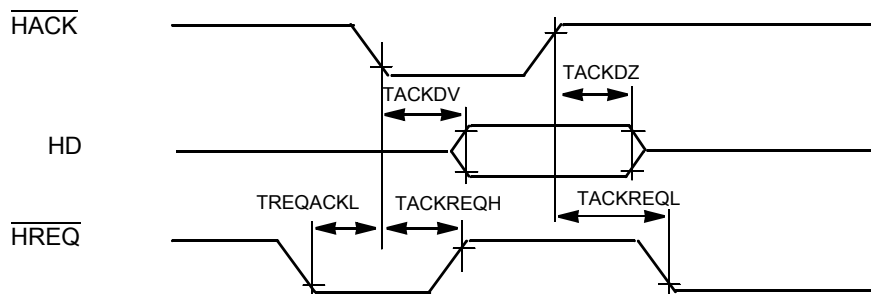 HACK
TACKDZ
TACKDV
HD
TREQACKL TACKREQH TACKREQL
HREQ